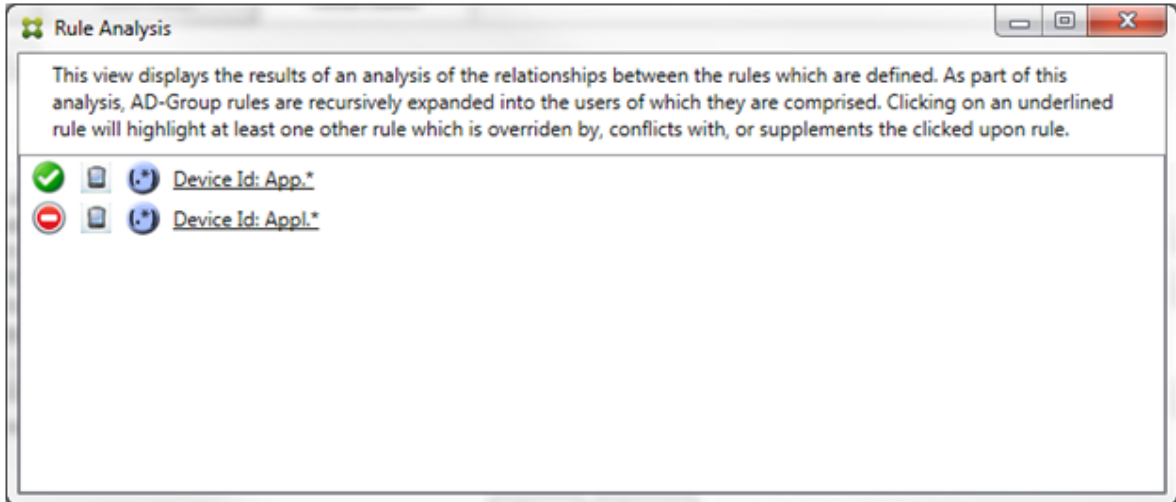 Rule Analysis
This view displays the results of an analysis of the relationships between the rules which are defined. As part of this
analysis, AD-Group rules are recursively expanded into the users of which they are comprised. Clicking on an underlined
rule will highlight at least one other rule which is overriden by, conflicts with, or supplements the clicked upon rule.
(.*) Device Id: App.*
(.*) Device Id: Appl.*